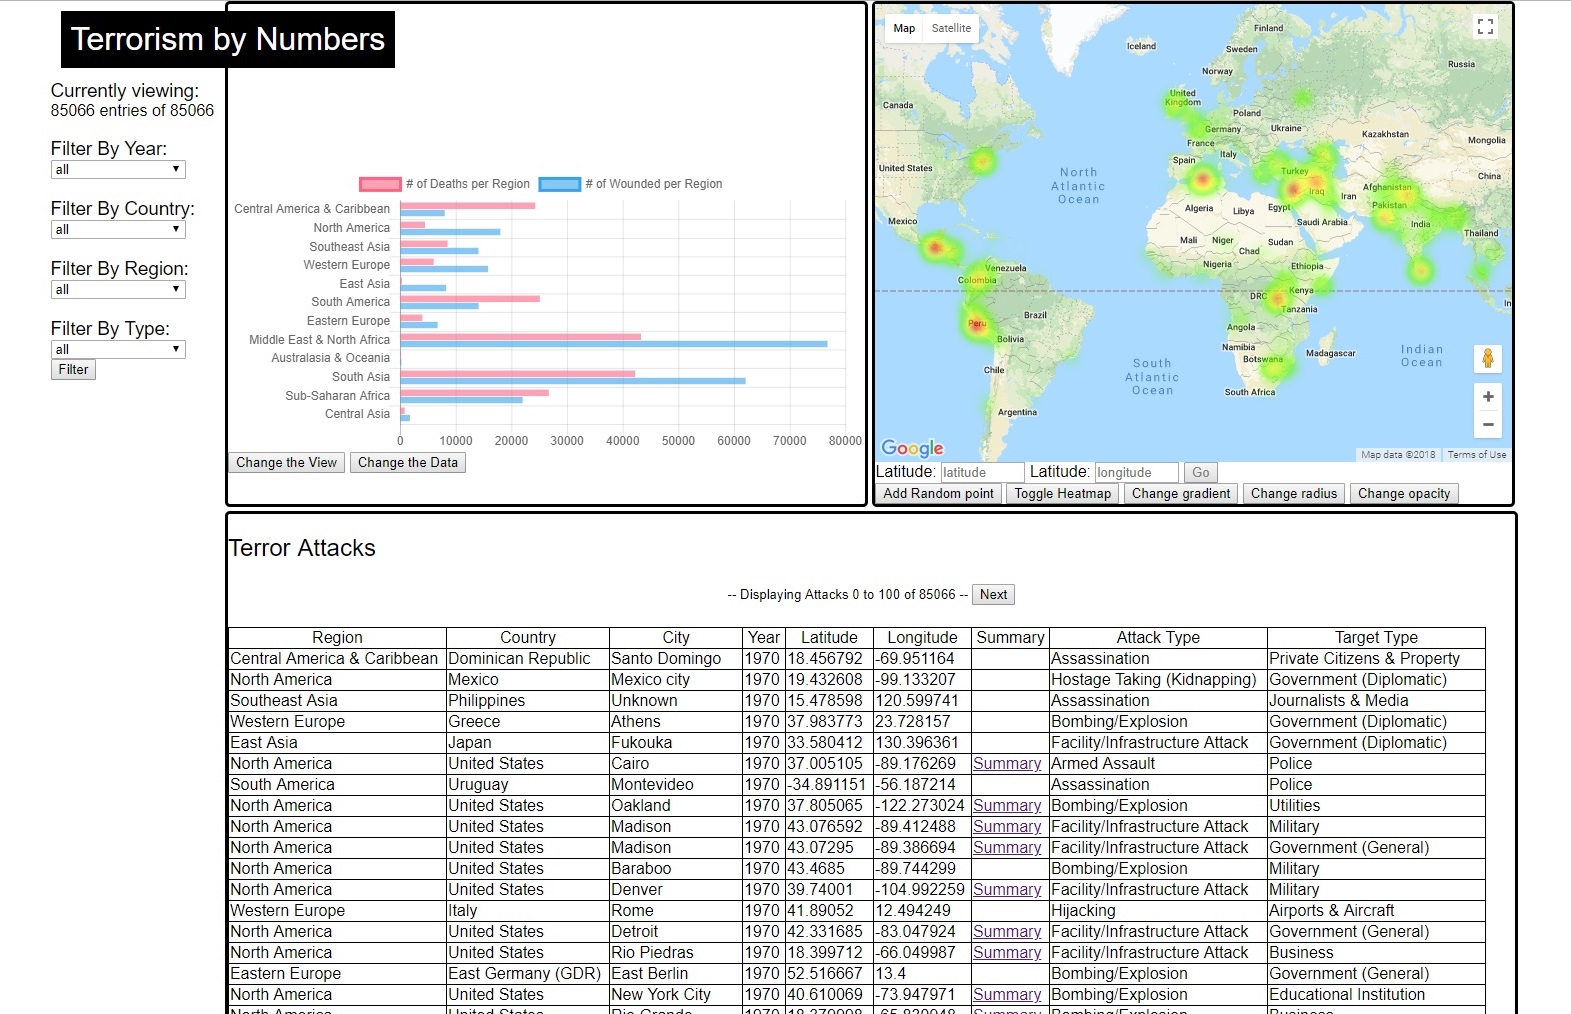 Terrorism by Numbers
Currently viewing:
85066 entries of 85066
Filter By Year:
all
Filter By Country:
all
Filter By Region:
all
Filter By Type:
all
Filter
# of Deaths per Region # of Wounded per Region
Central America & Caribbean
North America
Southeast Asia
Western Europe
East Asia
South America
Eastern Europe
Middle East & North Africa
Australasia & Oceania
South Asia
Sub-Saharan Africa
Central Asia
0 10000 20000 30000 40000 50000 60000 70000 80000
Change the View Change the Data
Map Satellite
Finland
Iceland
Sweden
Russia
Norway
United Kingdom
Canada
Poland
Germany
Ukraine
Kazakhstan
Mongolia
France
Italy
Spain
United States
Turkey
China
North Atlantic Ocean
Afghanistan
Iraq
Iran
Pakistan
Algeria
Libya
Egypt
Saudi Arabia
India
Mexico
Thailand
Mali
Niger
Sudan
Chad
Nigeria
Ethiopia
Venezuela
Colombia
DRC
Kenya
In
Tanzania
Brazil
Peru
Angola
Bolivia
Namibia
Botswana
Madagascar
Indian Ocean
South Atlantic Ocean
Chile
South Africa
Argentina
Google
Map data ©2018 Terms of Use
Latitude: latitude Latitude: longitude Go
Add Random point Toggle Heatmap Change gradient Change radius Change opacity
Terror Attacks
-- Displaying Attacks 0 to 100 of 85066 -- Next
Region Country City Year Latitude Longitude Summary Attack Type Target Type
Central America & Caribbean Dominican Republic Santo Domingo 1970 18.456792 -69.951164 Assassination Private Citizens & Property
North America Mexico Mexico city 1970 19.432608 -99.133207 Hostage Taking (Kidnapping) Government (Diplomatic)
Southeast Asia Philippines Unknown 1970 15.478598 120.599741 Assassination Journalists & Media
Western Europe Greece Athens 1970 37.983773 23.728157 Bombing/Explosion Government (Diplomatic)
East Asia Japan Fukouka 1970 33.580412 130.396361 Facility/Infrastructure Attack Government (Diplomatic)
North America United States Cairo 1970 37.005105 -89.176269 Summary Armed Assault Police
South America Uruguay Montevideo 1970 -34.891151 -56.187214 Assassination Police
North America United States Oakland 1970 37.805065 -122.273024 Summary Bombing/Explosion Utilities
North America United States Madison 1970 43.076592 -89.412488 Summary Facility/Infrastructure Attack Military
North America United States Madison 1970 43.07295 -89.386694 Summary Facility/Infrastructure Attack Government (General)
North America United States Baraboo 1970 43.4685 -89.744299 Bombing/Explosion Military
North America United States Denver 1970 39.74001 -104.992259 Summary Facility/Infrastructure Attack Military
Western Europe Italy Rome 1970 41.89052 12.494249 Hijacking Airports & Aircraft
North America United States Detroit 1970 42.331685 -83.047924 Summary Facility/Infrastructure Attack Government (General)
North America United States Rio Piedras 1970 18.399712 -66.049987 Summary Facility/Infrastructure Attack Business
Eastern Europe East Germany (GDR) East Berlin 1970 52.516667 13.4 Bombing/Explosion Government (General)
North America United States New York City 1970 40.610069 -73.947971 Summary Bombing/Explosion Educational Institution